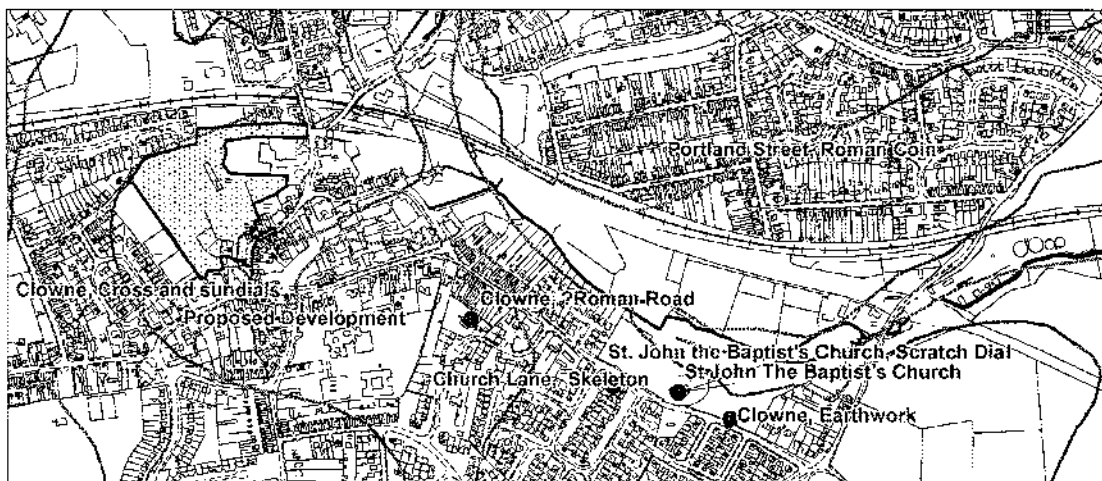 Portland Street, Roman Coin
Clowne, Cross and sundials
Clowne, ?Roman Road
Proposed Development
St. John the Baptist's Church, Scratch Dial
St John The Baptist's Church
Church Lane, Skeleton
Clowne, Earthwork